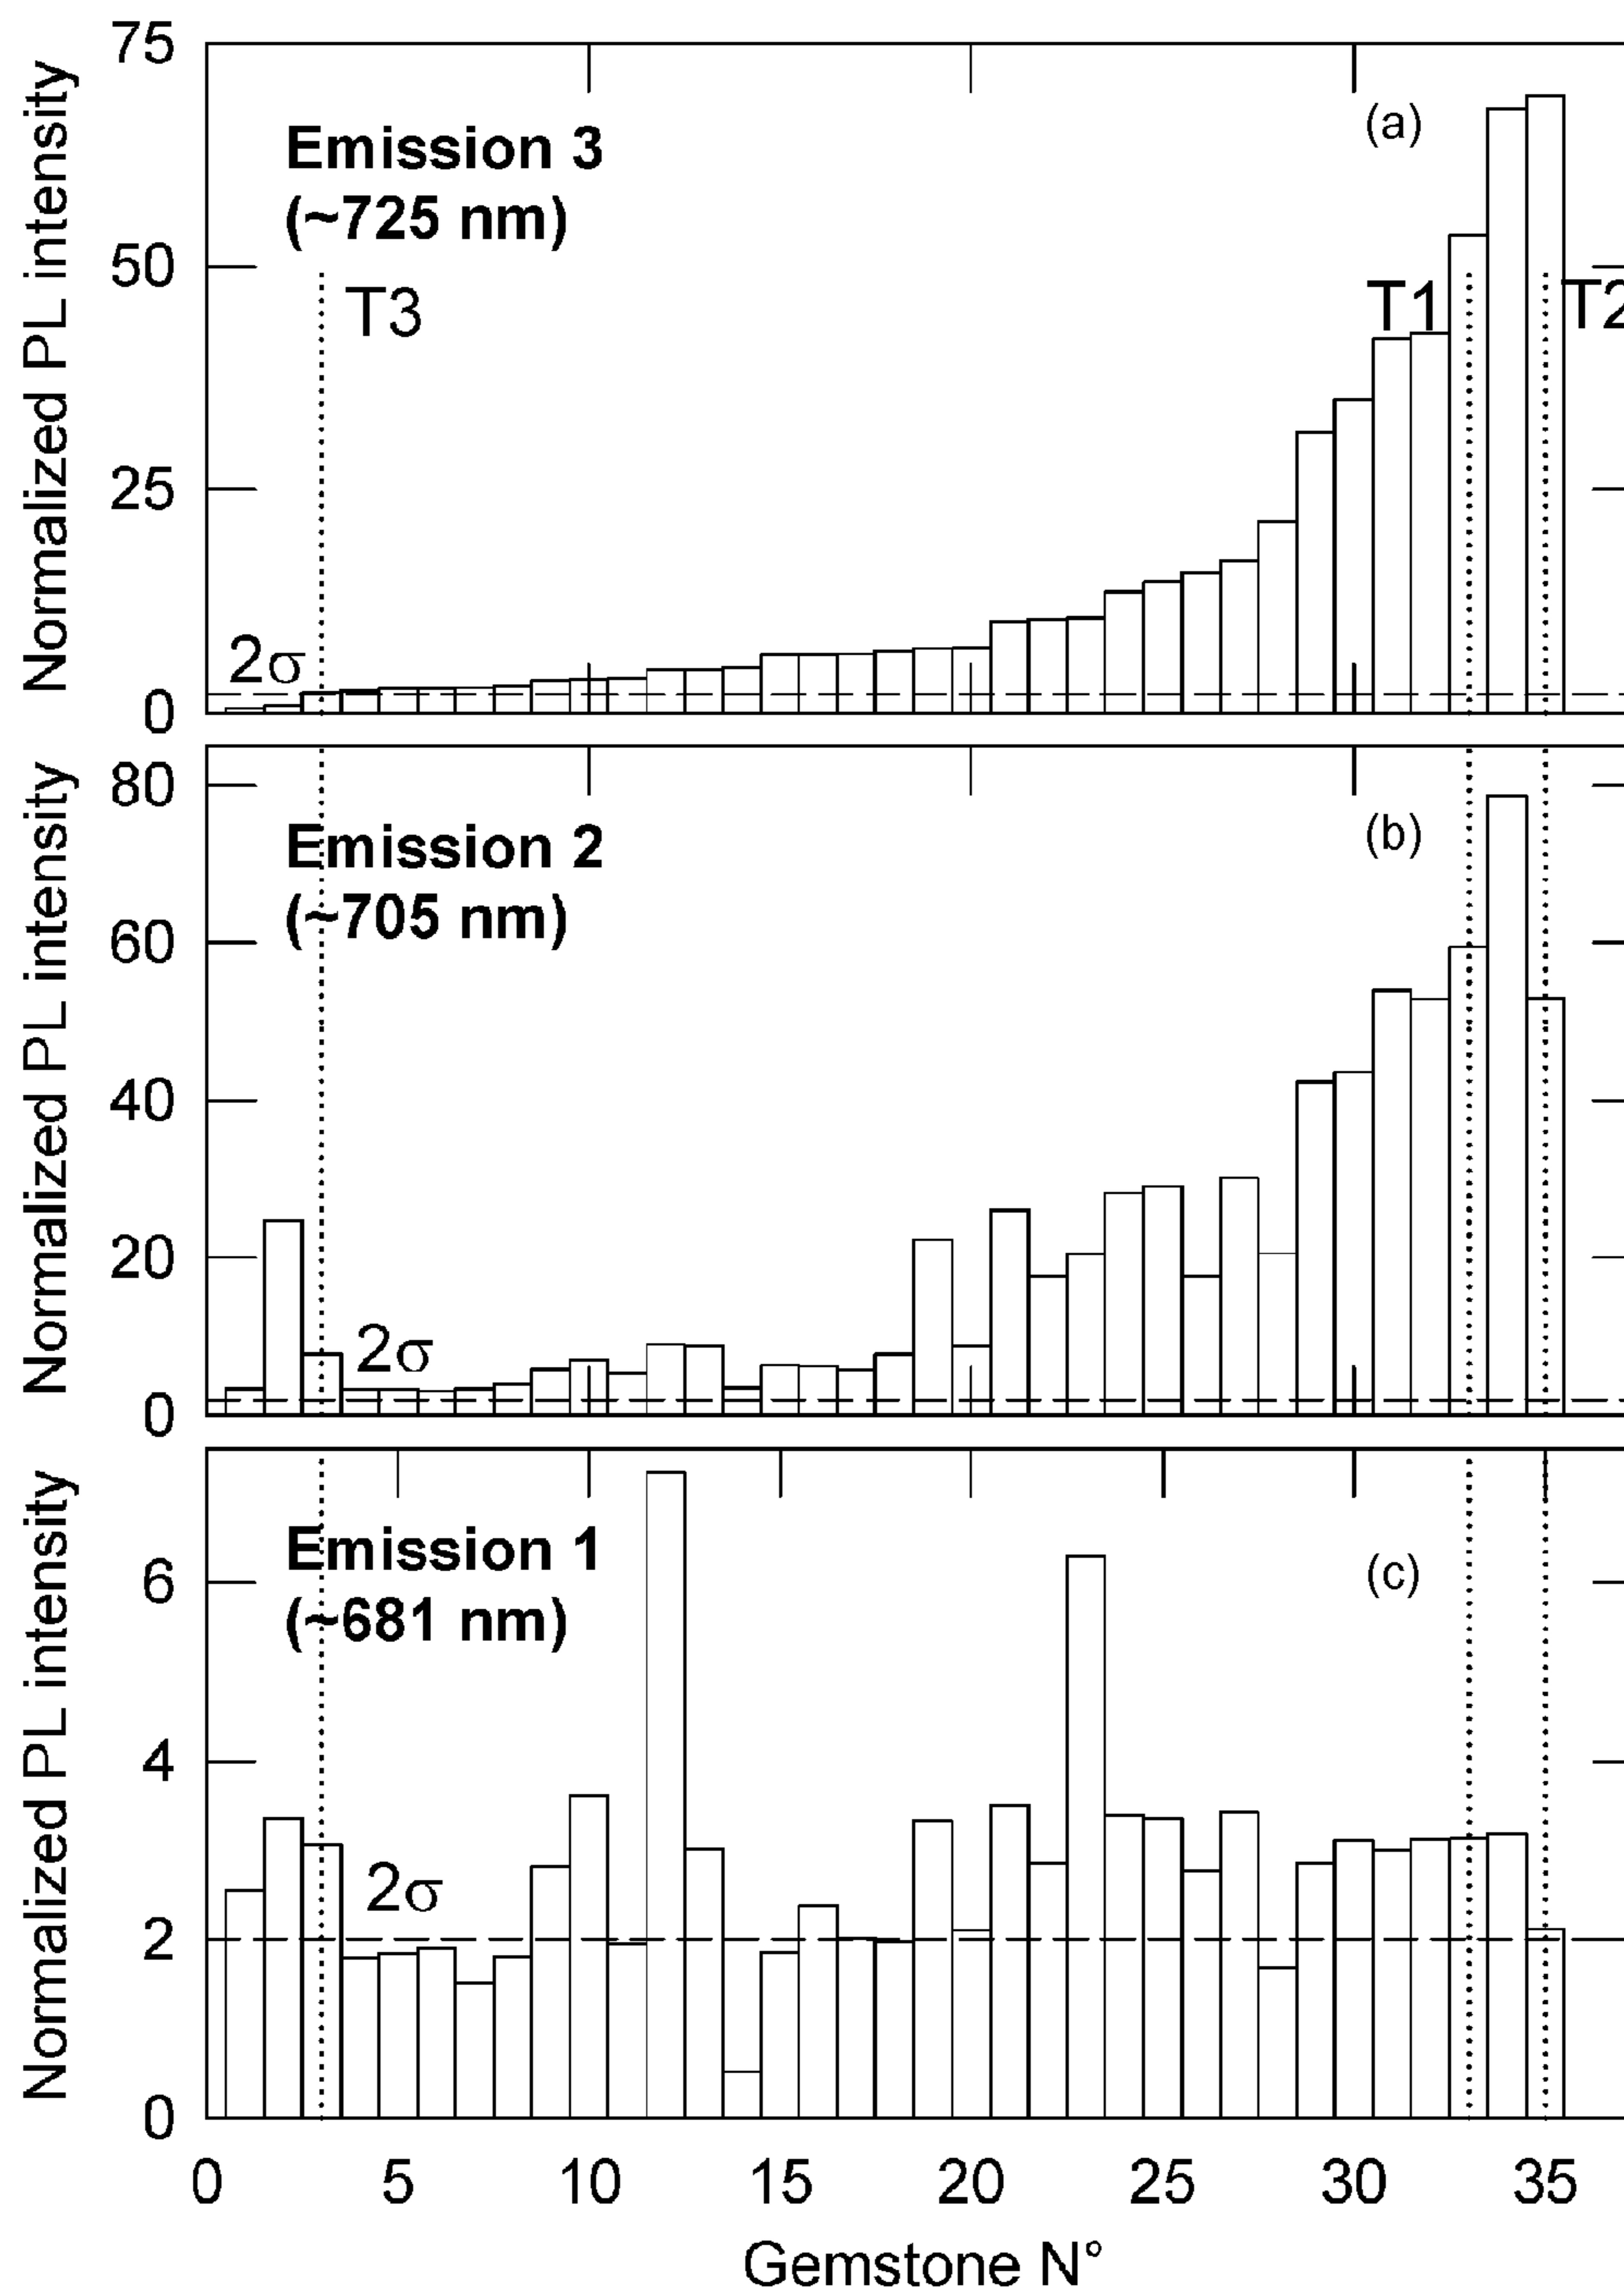 Normalized PL intensity
75
50
25
0
Emission 3
(~725 nm)
(a)
T3
T1
T2
2σ
Normalized PL intensity
80
60
40
20
0
Emission 2
(~705 nm)
(b)
2σ
Normalized PL intensity
6
4
2
0
Emission 1
(~681 nm)
(c)
2σ
0 5 10 15 20 25 30 35
Gemstone N°